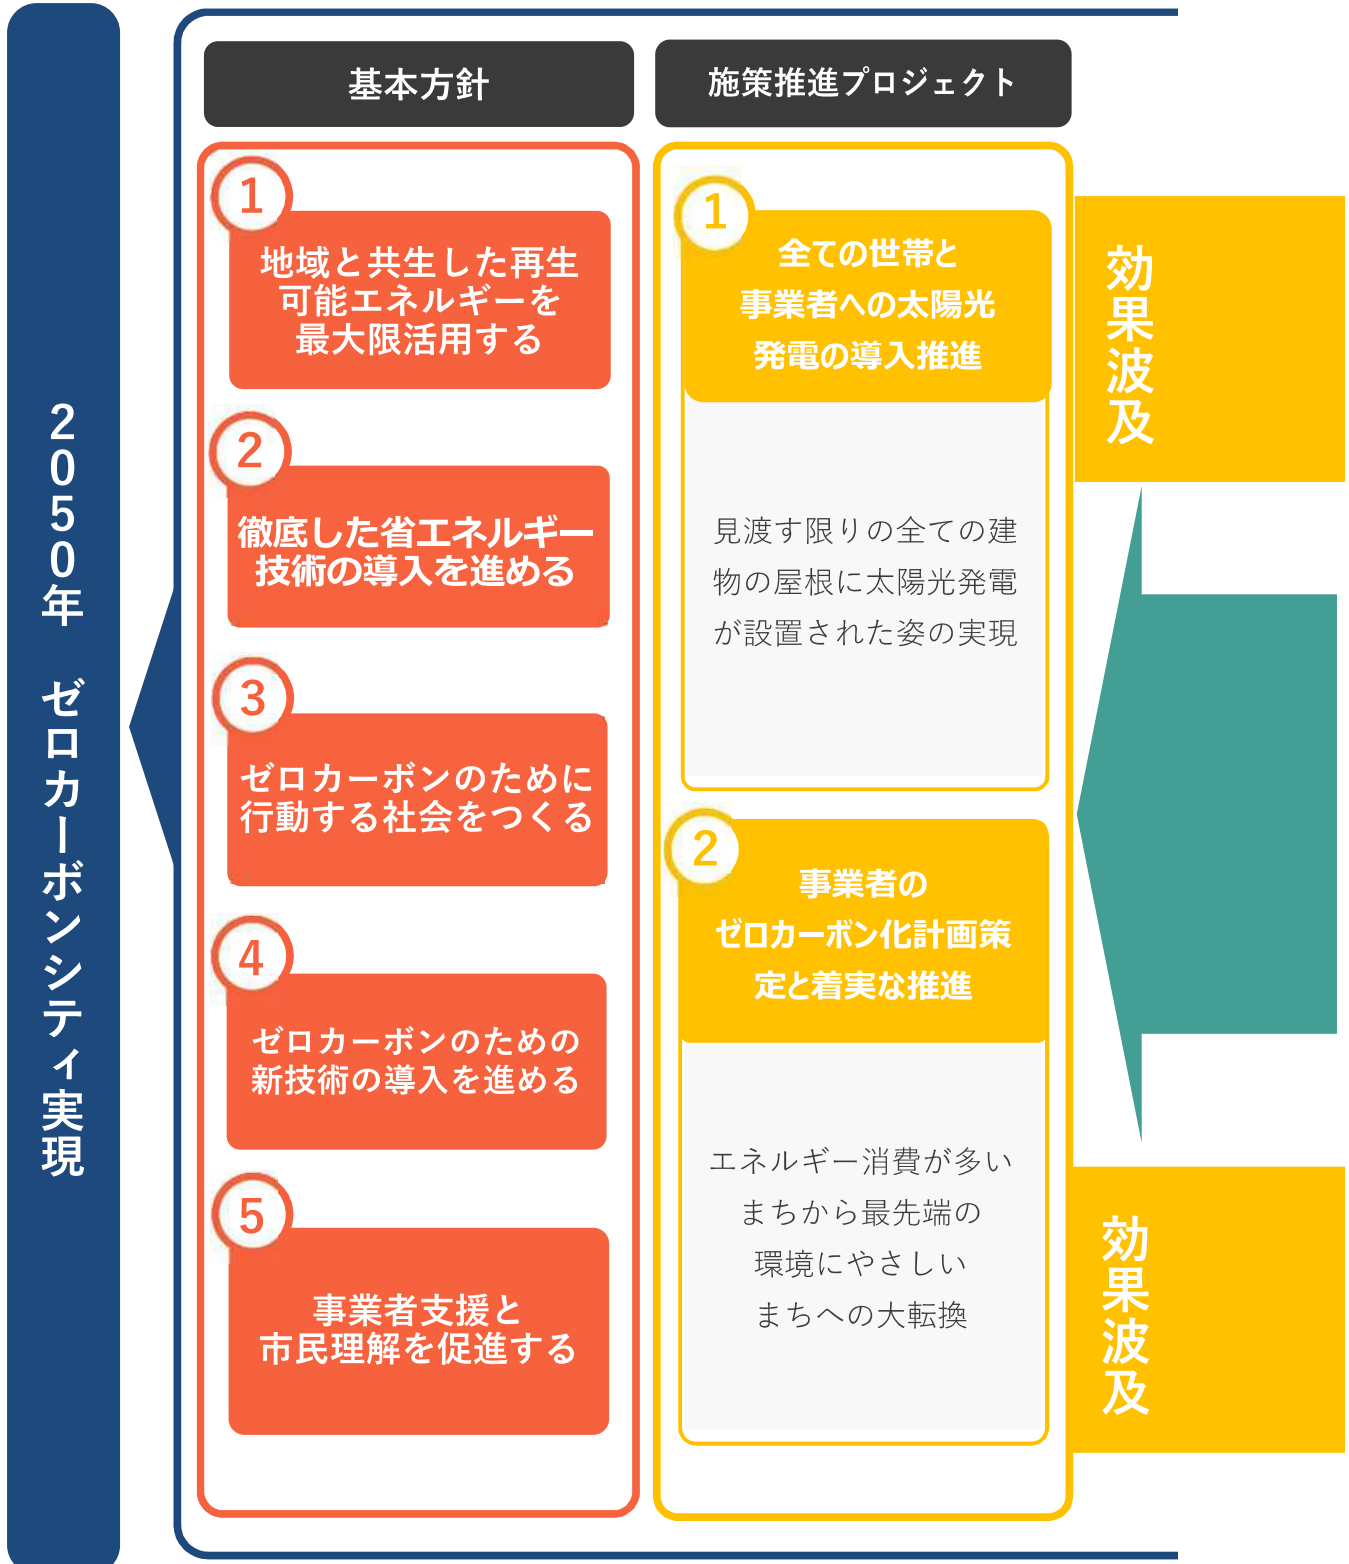 2050年　ゼロカーボンシティ実現
基本方針
1
地域と共生した再生
可能エネルギーを
最大限活用する
2
徹底した省エネルギー
技術の導入を進める
3
ゼロカーボンのために
行動する社会をつくる
4
ゼロカーボンのための
新技術の導入を進める
5
事業者支援と
市民理解を促進する
施策推進プロジェクト
1
全ての世帯と
事業者への太陽光
発電の導入推進
見渡す限りの全ての建
物の屋根に太陽光発電
が設置された姿の実現
2
事業者の
ゼロカーボン化計画策
定と着実な推進
エネルギー消費が多い
まちから最先端の
環境にやさしい
まちへの大転換
効果波及
効果波及